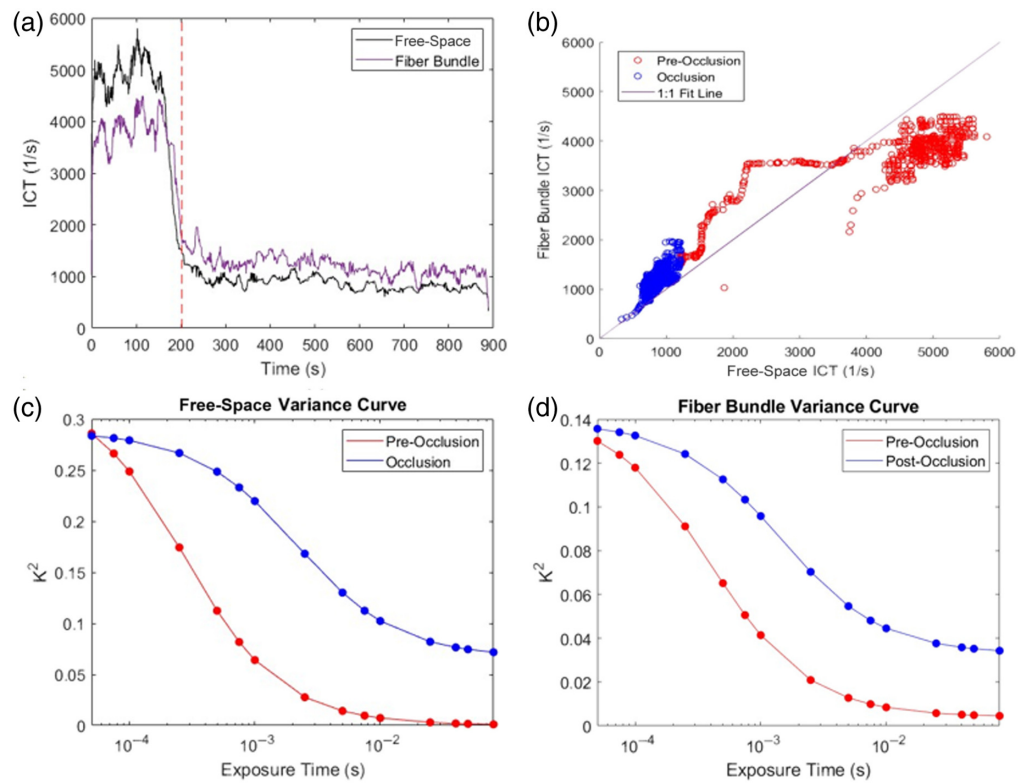 (a)
6000
5000
4000
3000
2000
1000
0
ICT (1/s)
Free-Space
Fiber Bundle
0 100 200 300 400 500 600 700 800 900
Time (s)
(b)
6000
5000
4000
3000
2000
1000
0
Fiber Bundle ICT (1/s)
Pre-Occlusion
Occlusion
1:1 Fit Line
0 1000 2000 3000 4000 5000 6000
Free-Space ICT (1/s)
(c)
Free-Space Variance Curve
0.3
0.25
0.2
0.15
0.1
0.05
0
K²
Pre-Occlusion
Occlusion
10⁻⁴ 10⁻³ 10⁻²
Exposure Time (s)
(d)
Fiber Bundle Variance Curve
0.14
0.12
0.1
0.08
0.06
0.04
0.02
0
K²
Pre-Occlusion
Post-Occlusion
10⁻⁴ 10⁻³ 10⁻²
Exposure Time (s)